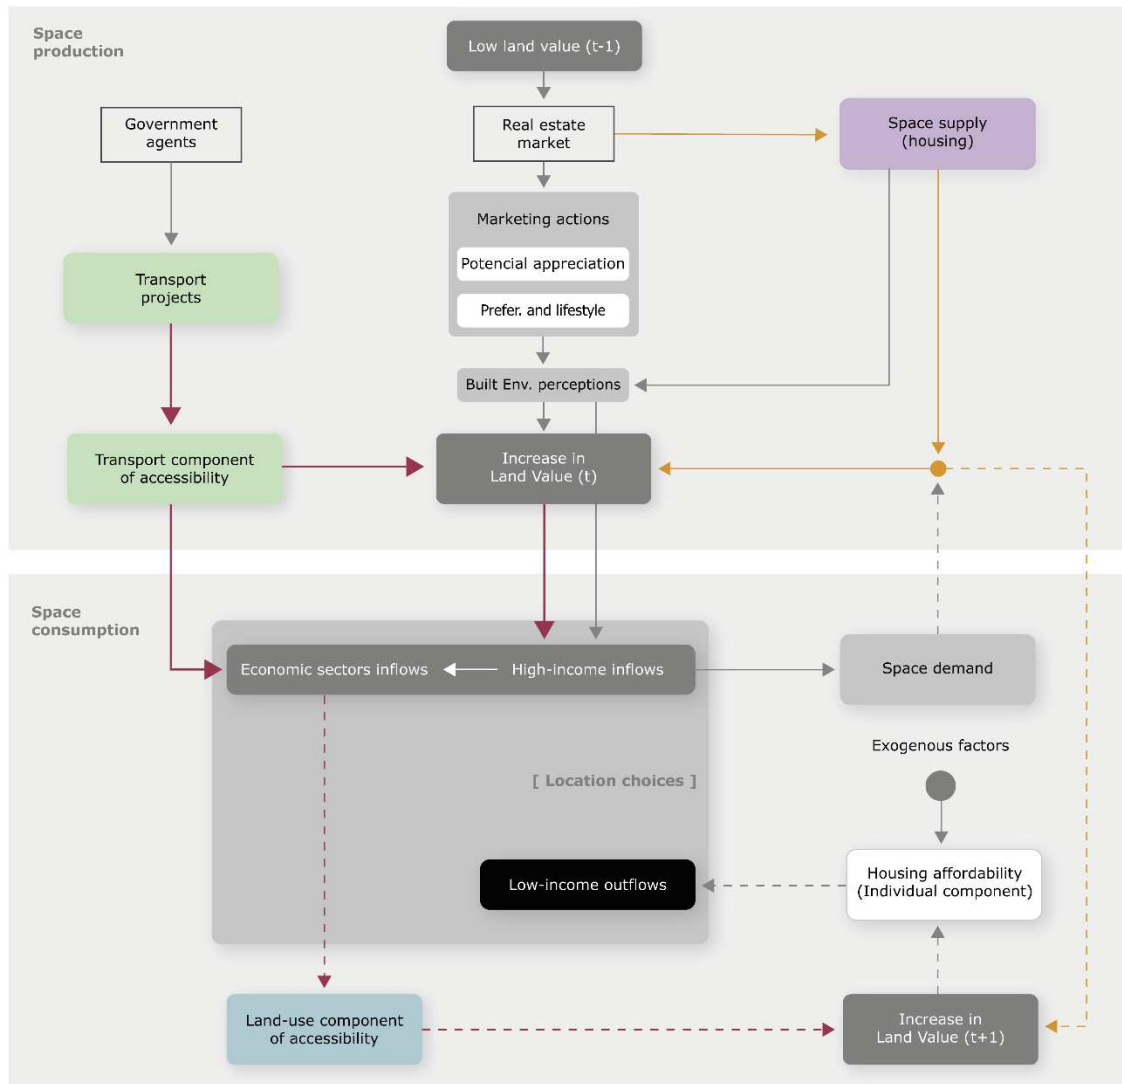 Space
production
Low land value (t-1)
Government
agents
Real estate
market
Space supply
(housing)
Marketing actions
Potencial appreciation
Prefer. and lifestyle
Transport
projects
Built Env. perceptions
Transport component
of accessibility
Increase in
Land Value (t)
Space
consumption
Economic sectors inflows
High-income inflows
Space demand
Exogenous factors
[ Location choices ]
Housing affordability
(Individual component)
Low-income outflows
Land-use component
of accessibility
Increase in
Land Value (t+1)